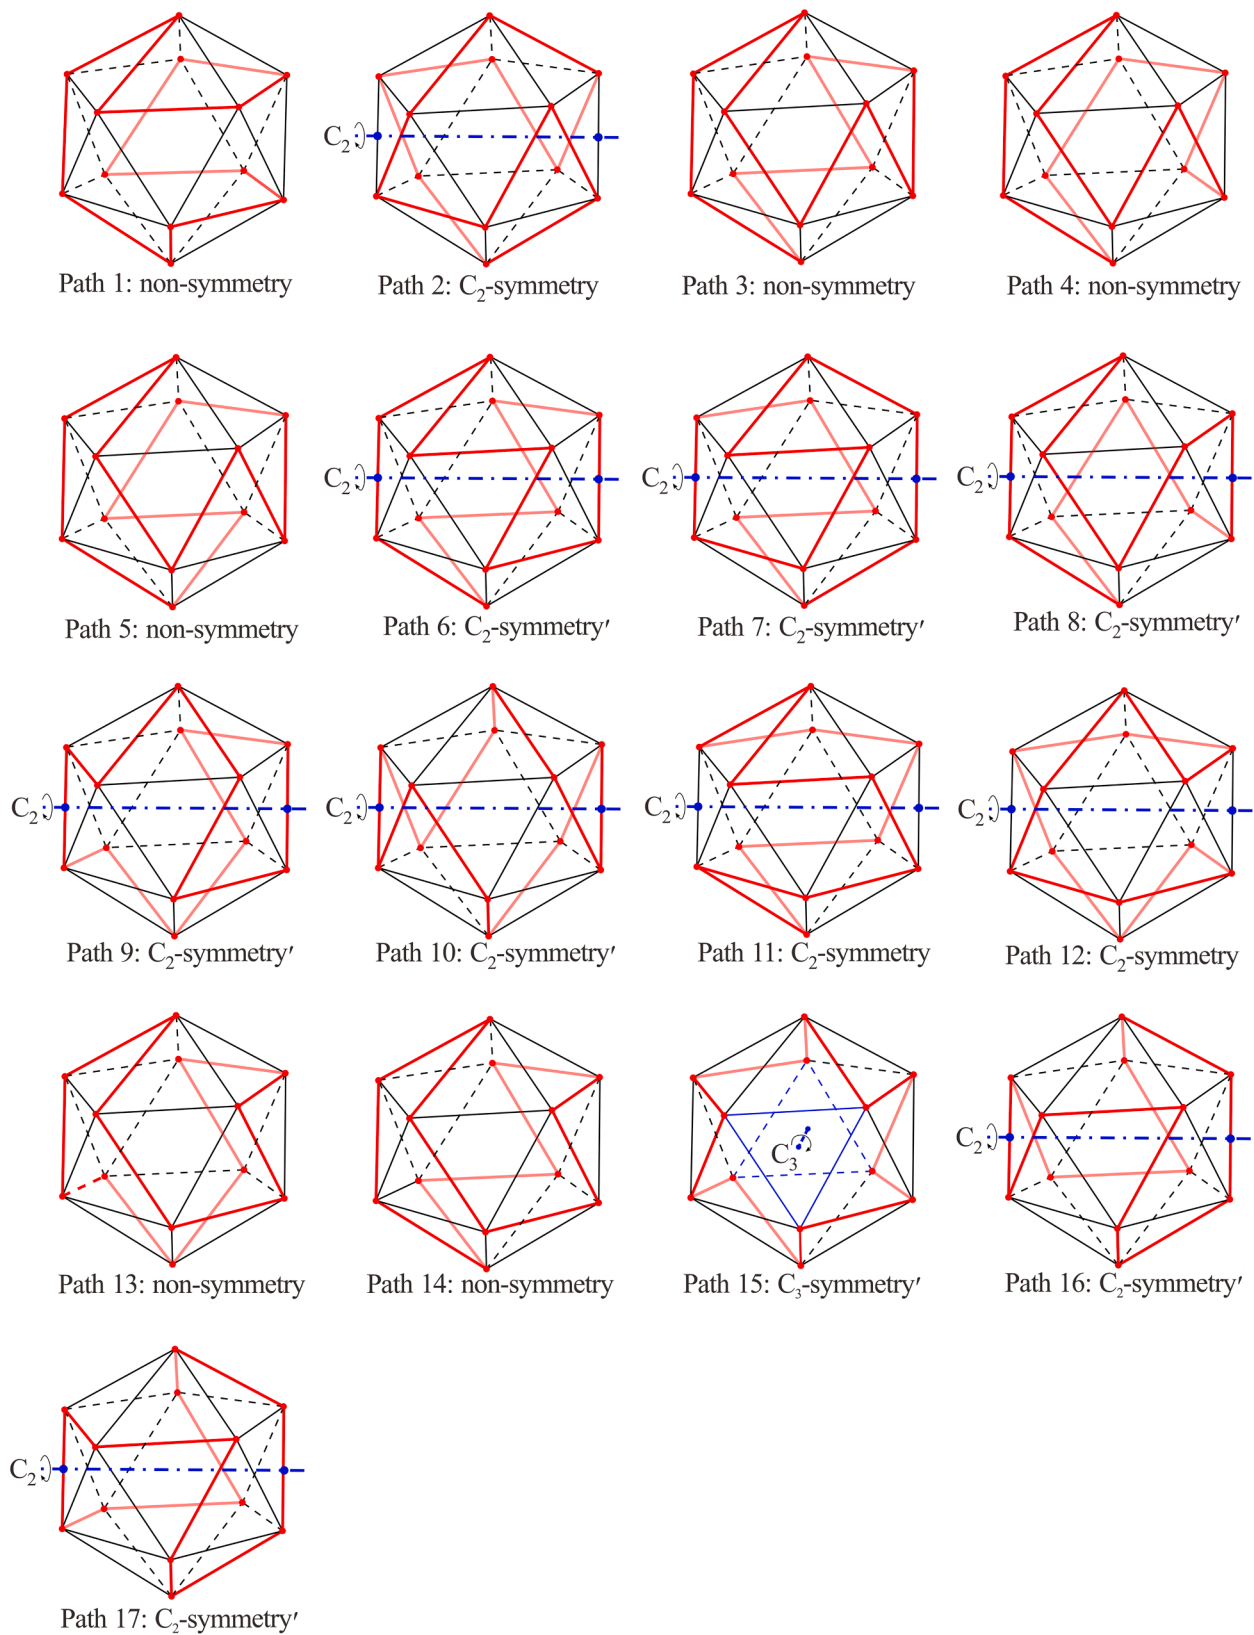 C₂
Path 1: non-symmetry
Path 2: C₂-symmetry
Path 3: non-symmetry
Path 4: non-symmetry
C₂
C₂
C₂
Path 5: non-symmetry
Path 6: C₂-symmetry′
Path 7: C₂-symmetry′
Path 8: C₂-symmetry′
C₂
C₂
C₂
C₂
Path 9: C₂-symmetry′
Path 10: C₂-symmetry′
Path 11: C₂-symmetry
Path 12: C₂-symmetry
C₃
C₂
Path 13: non-symmetry
Path 14: non-symmetry
Path 15: C₃-symmetry′
Path 16: C₂-symmetry′
C₂
Path 17: C₂-symmetry′